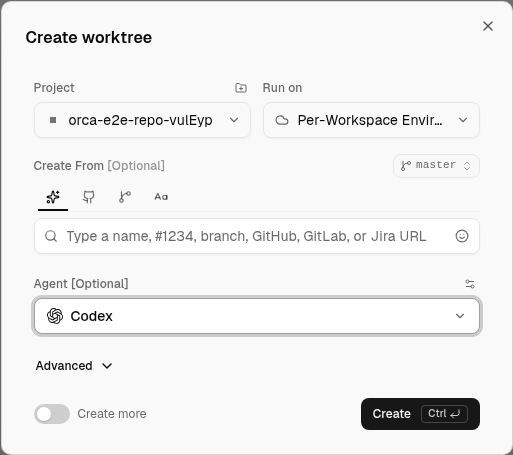 Create worktree
Project
Run on
orca-e2e-repo-vulEyp
Per-Workspace Envir...
Create From [Optional]
master
Aa
Type a name, #1234, branch, GitHub, GitLab, or Jira URL
Agent [Optional]
Codex
Advanced
Create more
Create Ctrl